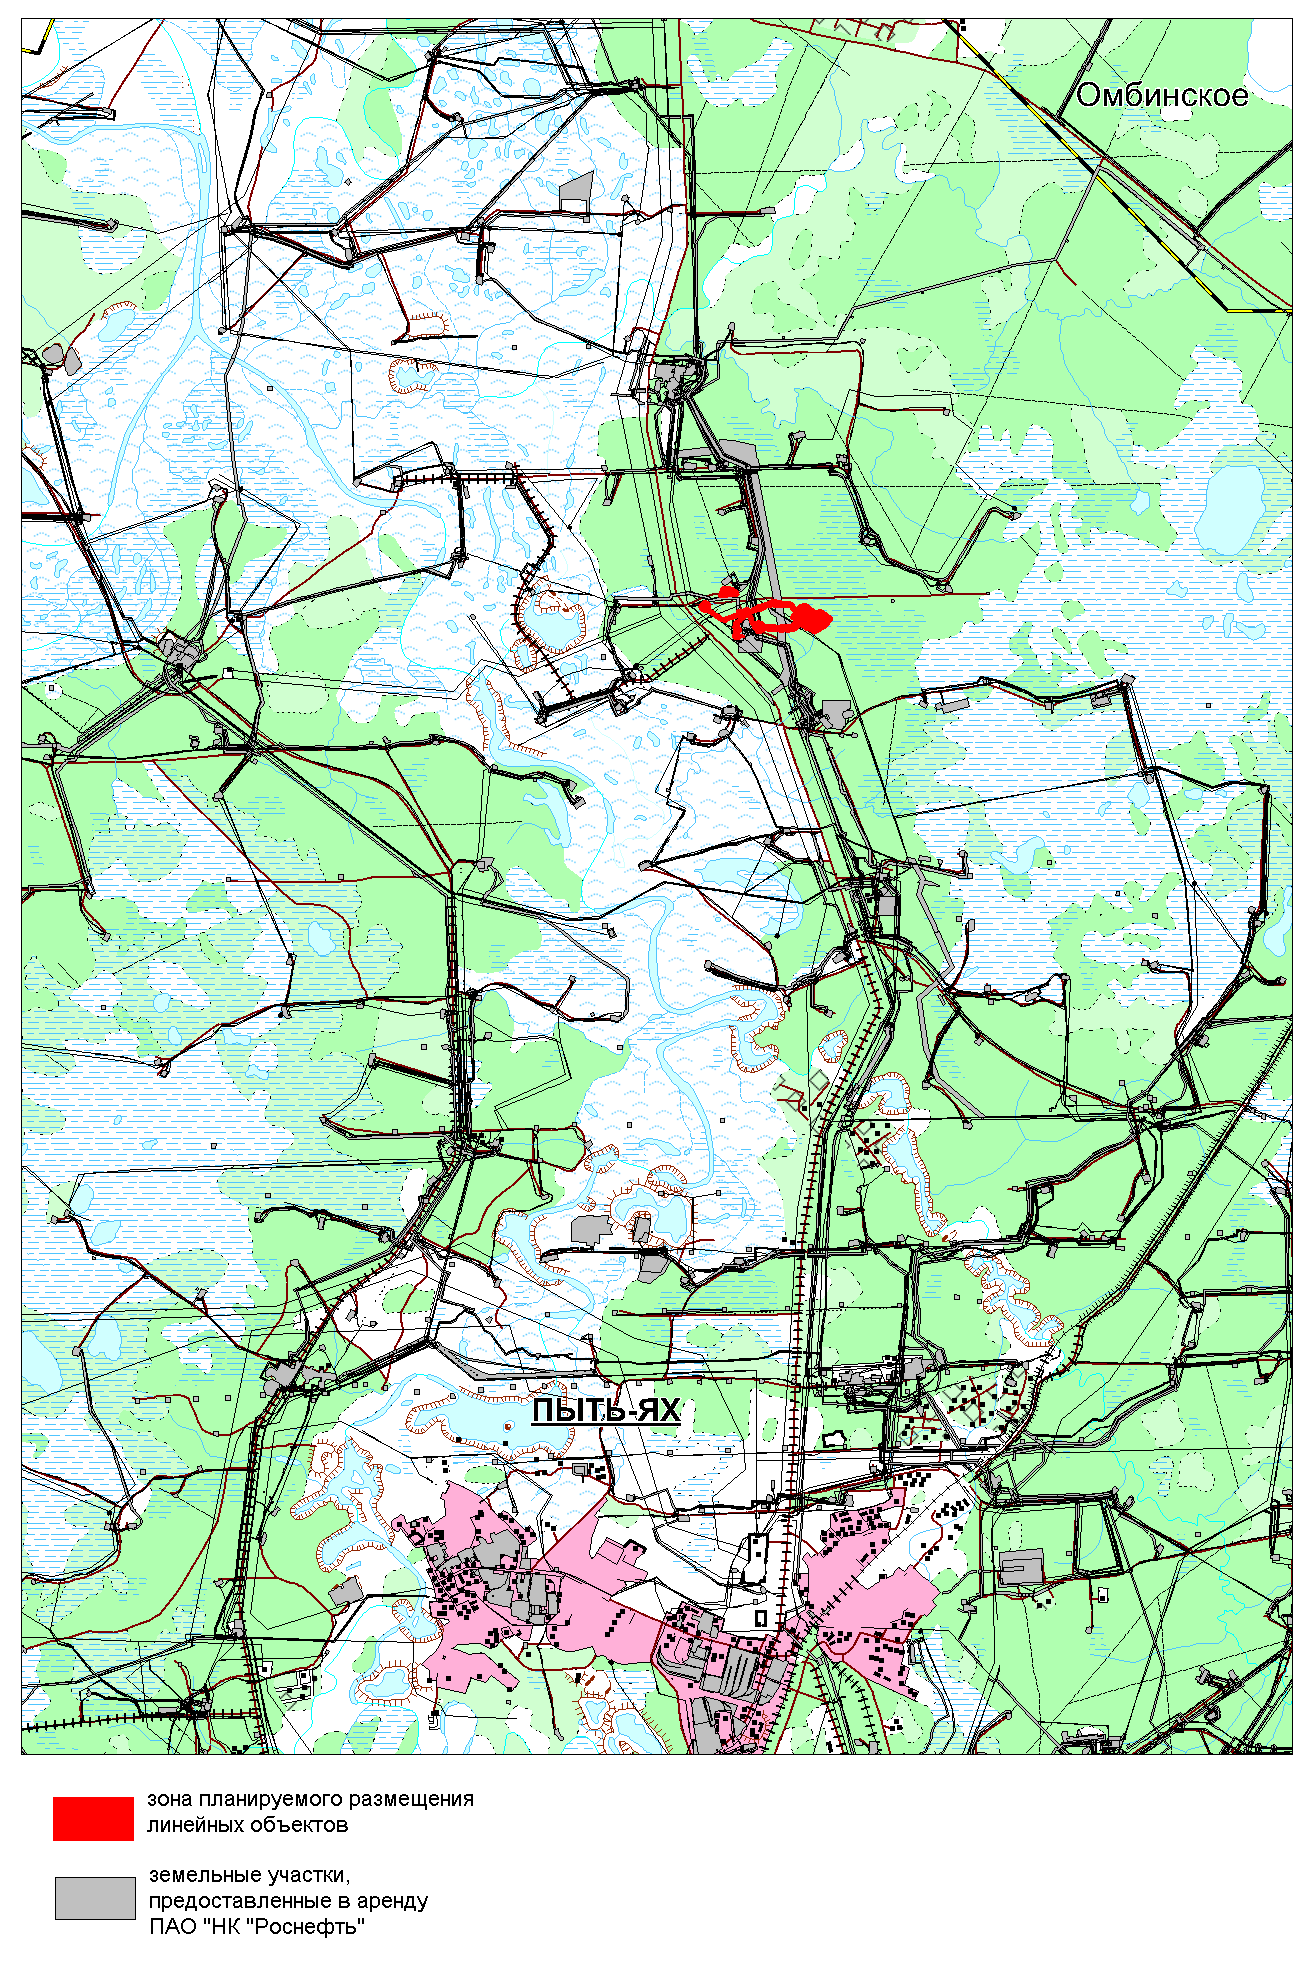 Омбинское
ПЫТЬ-ЯХ
зона планируемого размещения
линейных объектов
земельные участки,
предоставленные в аренду
ПАО "НК "Роснефть"